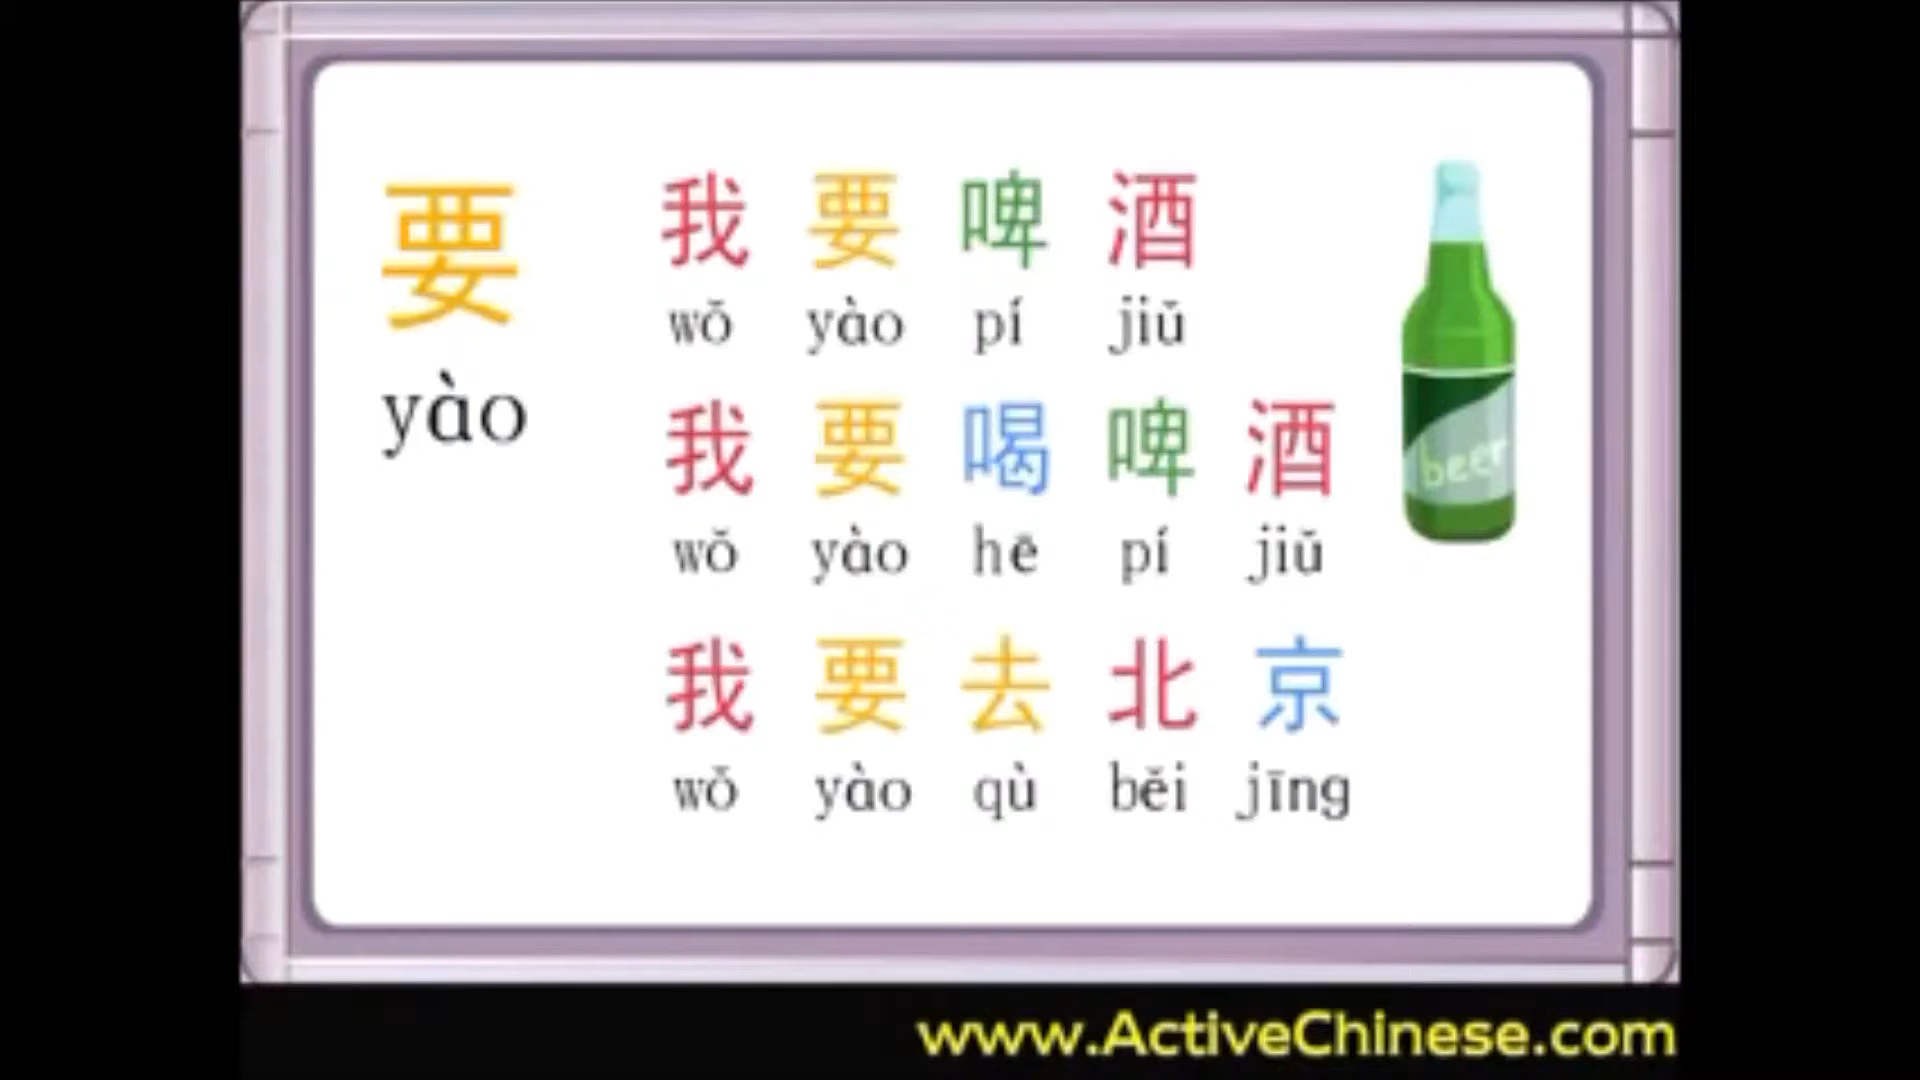 要
yào
我 要 啤 酒
wǒ yào pí jiǔ
我 要 喝 啤 酒
wǒ yào hē pí jiǔ
我 要 去 北 京
wǒ yào qù běi jīng
beer
www.ActiveChinese.com